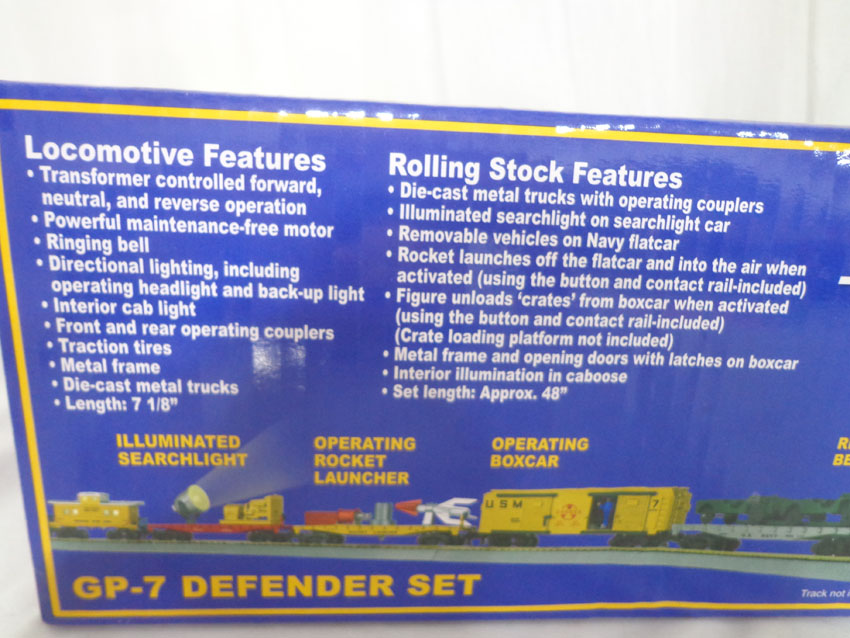 Locomotive Features
• Transformer controlled forward,
neutral, and reverse operation
• Powerful maintenance-free motor
• Ringing bell
• Directional lighting, including
operating headlight and back-up light
• Interior cab light
• Front and rear operating couplers
• Traction tires
• Metal frame
• Die-cast metal trucks
• Length: 7 1/8"
Rolling Stock Features
• Die-cast metal trucks with operating couplers
• Illuminated searchlight on searchlight car
• Removable vehicles on Navy flatcar
• Rocket launches off the flatcar and into the air when
activated (using the button and contact rail-included)
• Figure unloads 'crates' from boxcar when activated
(using the button and contact rail-included)
(Crate loading platform not included)
• Metal frame and opening doors with latches on boxcar
• Interior illumination in caboose
• Set length: Approx. 48"
ILLUMINATED
SEARCHLIGHT
OPERATING
ROCKET
LAUNCHER
OPERATING
BOXCAR
USM
7
GP-7 DEFENDER SET
Track not